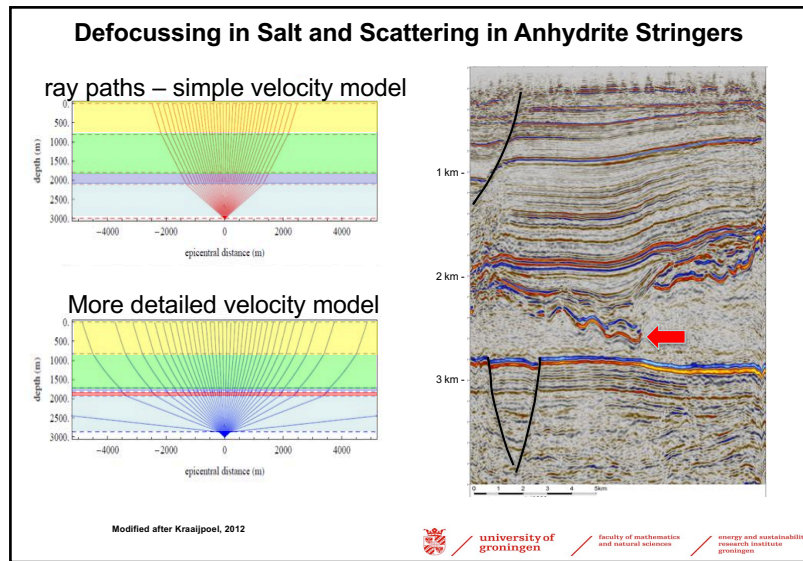 Defocussing in Salt and Scattering in Anhydrite Stringers
ray paths – simple velocity model
0.
500.
1000.
1500.
2000.
2500.
3000.
depth (m)
−4000 −2000 0 2000 4000
epicentral distance (m)
More detailed velocity model
0.
500.
1000.
1500.
2000.
2500.
3000.
depth (m)
−4000 −2000 0 2000 4000
epicentral distance (m)
1 km -
2 km -
3 km -
0 1 2 3 4 5km
Modified after Kraaijpoel, 2012
university of
groningen
faculty of mathematics
and natural sciences
energy and sustainabilit
research institute
groningen